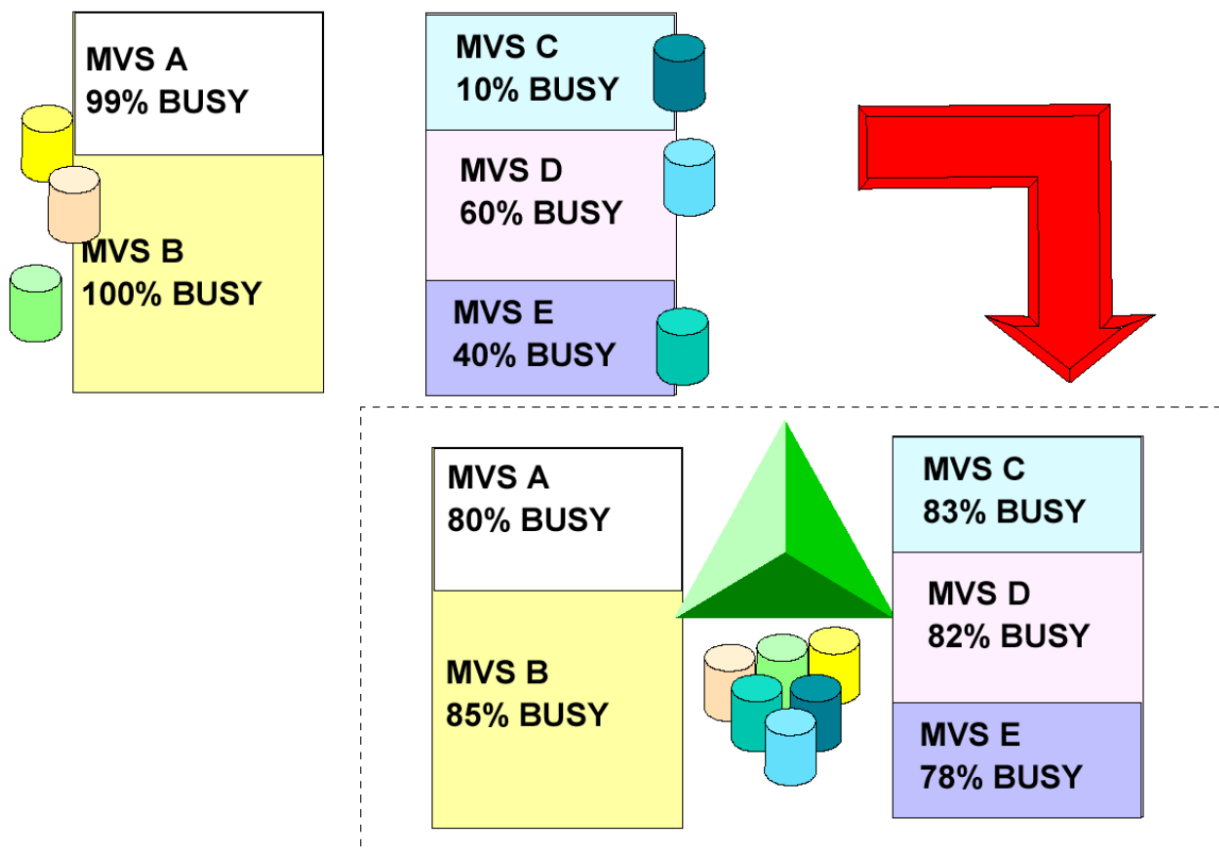 MVS A
99% BUSY
MVS B
100% BUSY
MVS C
10% BUSY
MVS D
60% BUSY
MVS E
40% BUSY
MVS A
80% BUSY
MVS B
85% BUSY
MVS C
83% BUSY
MVS D
82% BUSY
MVS E
78% BUSY